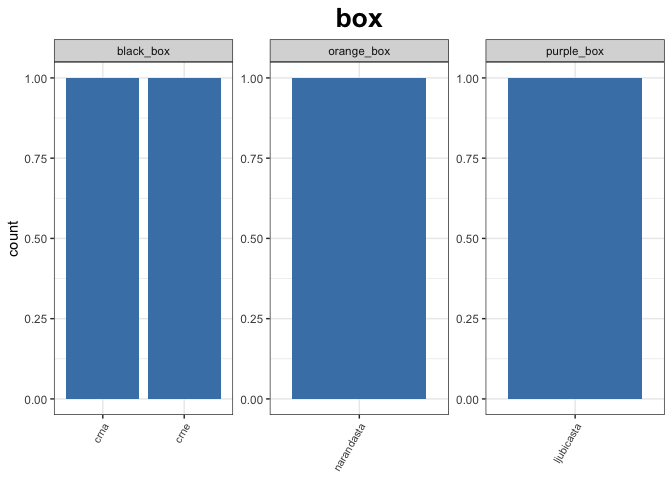 box
black_box orange_box purple_box
1.00 1.00 1.00
0.75 0.75 0.75
0.50 0.50 0.50
0.25 0.25 0.25
0.00 0.00 0.00
count
crna crne narandasta ljubicasta